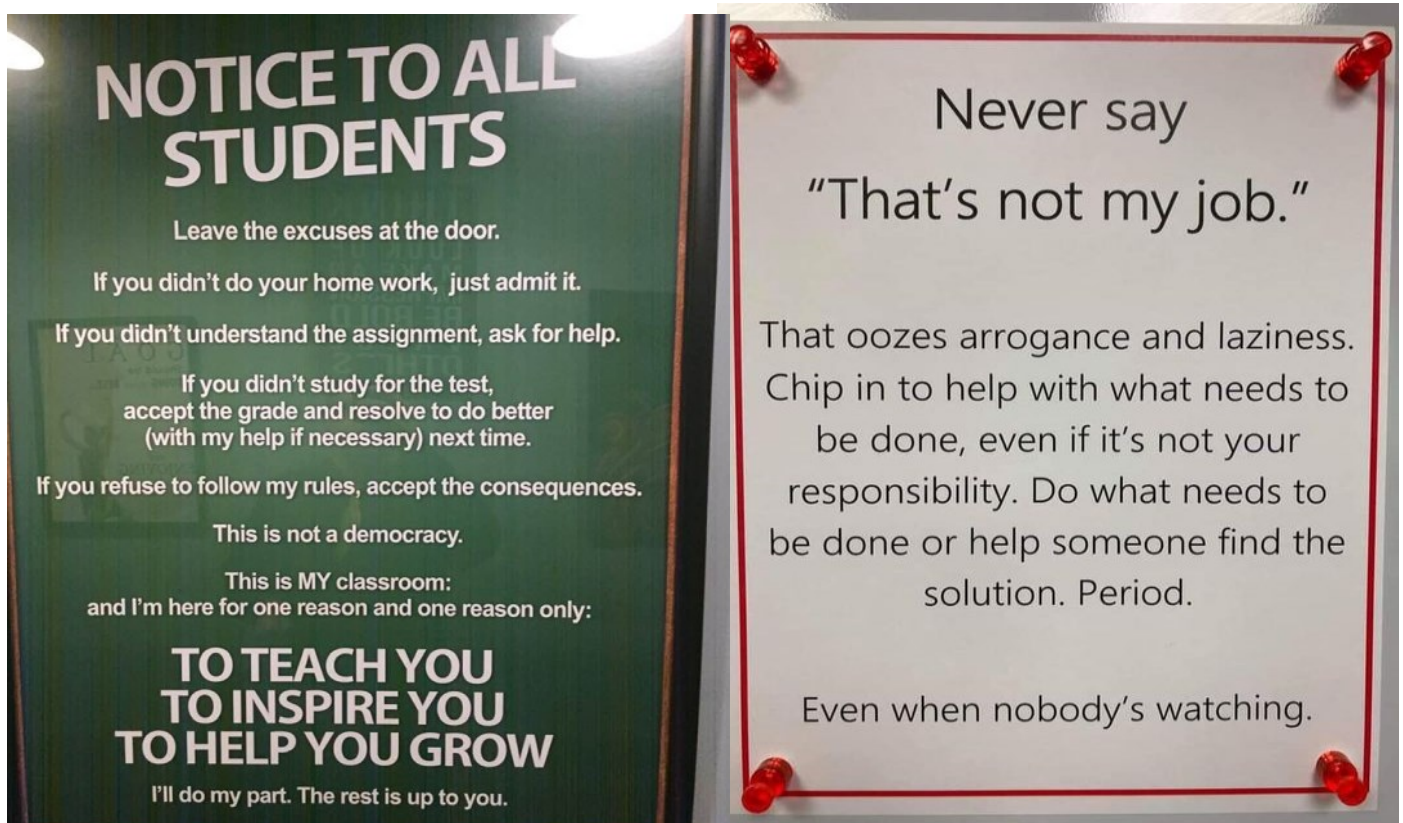 NOTICE TO ALL
STUDENTS
Leave the excuses at the door.
If you didn't do your home work, just admit it.
If you didn't understand the assignment, ask for help.
If you didn't study for the test,
accept the grade and resolve to do better
(with my help if necessary) next time.
If you refuse to follow my rules, accept the consequences.
This is not a democracy.
This is MY classroom:
and I'm here for one reason and one reason only:
TO TEACH YOU
TO INSPIRE YOU
TO HELP YOU GROW
I'll do my part. The rest is up to you.
Never say
"That's not my job."
That oozes arrogance and laziness.
Chip in to help with what needs to
be done, even if it's not your
responsibility. Do what needs to
be done or help someone find the
solution. Period.
Even when nobody's watching.